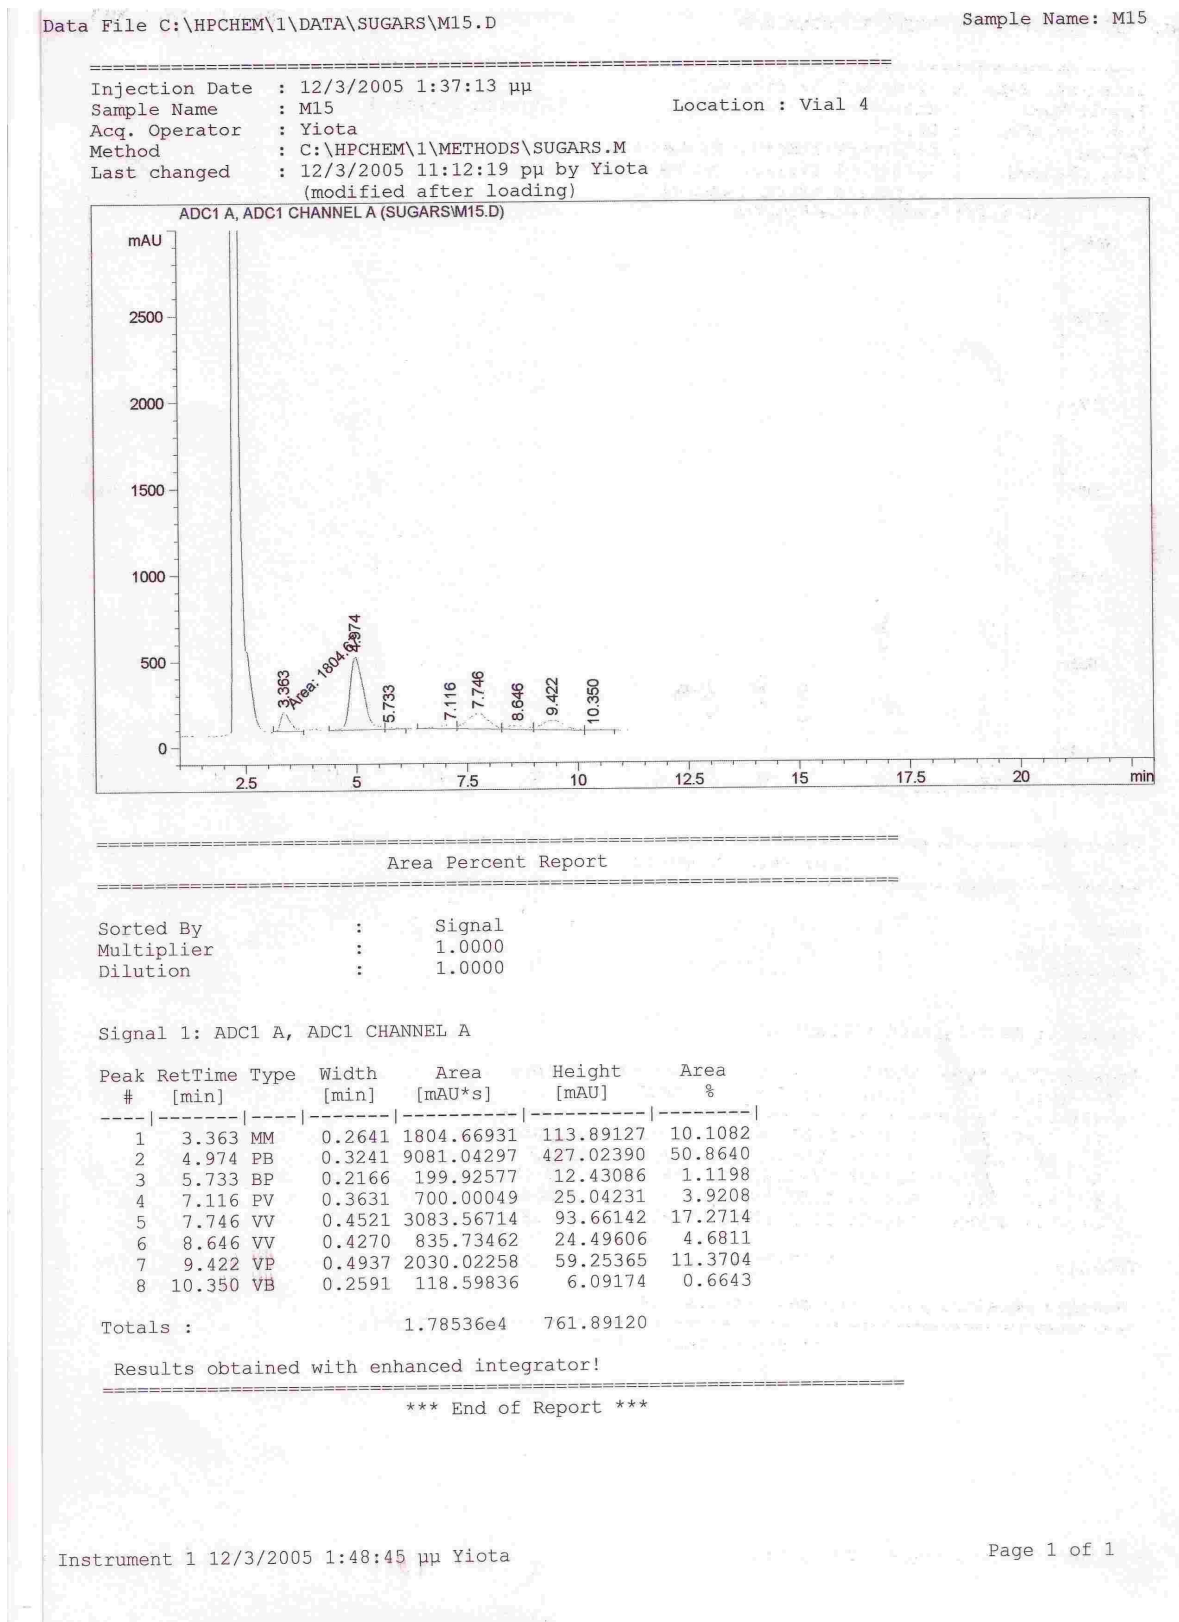 Data File C:\HPCHEM\1\DATA\SUGARS\M15.D Sample Name: M15
=====================================================================
Injection Date : 12/3/2005 1:37:13 μμ
Sample Name : M15 Location : Vial 4
Acq. Operator : Yiota
Method : C:\HPCHEM\1\METHODS\SUGARS.M
Last changed : 12/3/2005 11:12:19 pμ by Yiota
(modified after loading)
ADC1 A, ADC1 CHANNEL A (SUGARS\M15.D)
mAU
2500
2000
1500
1000
500
0
3.363
Area: 1804.67
4.974
5.733
7.116
7.746
8.646
9.422
10.350
2.5 5 7.5 10 12.5 15 17.5 20 min
=====================================================================
Area Percent Report
=====================================================================
Sorted By : Signal
Multiplier : 1.0000
Dilution : 1.0000
Signal 1: ADC1 A, ADC1 CHANNEL A
Peak RetTime Type Width Area Height Area
# [min] [min] [mAU*s] [mAU] %
----|-------|----|-------|----------|----------|--------|
1 3.363 MM 0.2641 1804.66931 113.89127 10.1082
2 4.974 PB 0.3241 9081.04297 427.02390 50.8640
3 5.733 BP 0.2166 199.92577 12.43086 1.1198
4 7.116 PV 0.3631 700.00049 25.04231 3.9208
5 7.746 VV 0.4521 3083.56714 93.66142 17.2714
6 8.646 VV 0.4270 835.73462 24.49606 4.6811
7 9.422 VP 0.4937 2030.02258 59.25365 11.3704
8 10.350 VB 0.2591 118.59836 6.09174 0.6643
Totals : 1.78536e4 761.89120
Results obtained with enhanced integrator!
=====================================================================
*** End of Report ***
Instrument 1 12/3/2005 1:48:45 μμ Yiota Page 1 of 1